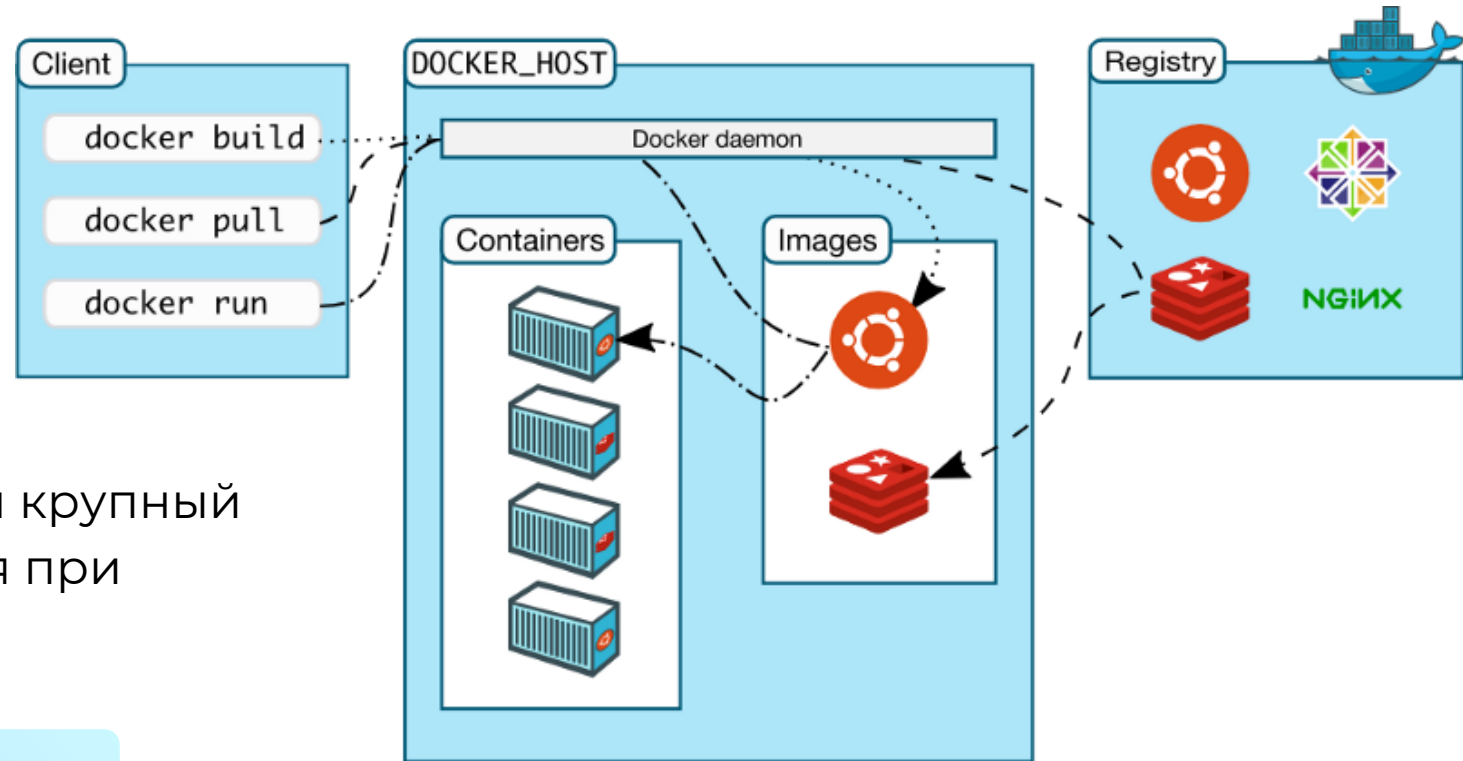 Client
docker build
docker pull
docker run
DOCKER_HOST
Docker daemon
Containers
Images
Registry
NGINX
крупный
при